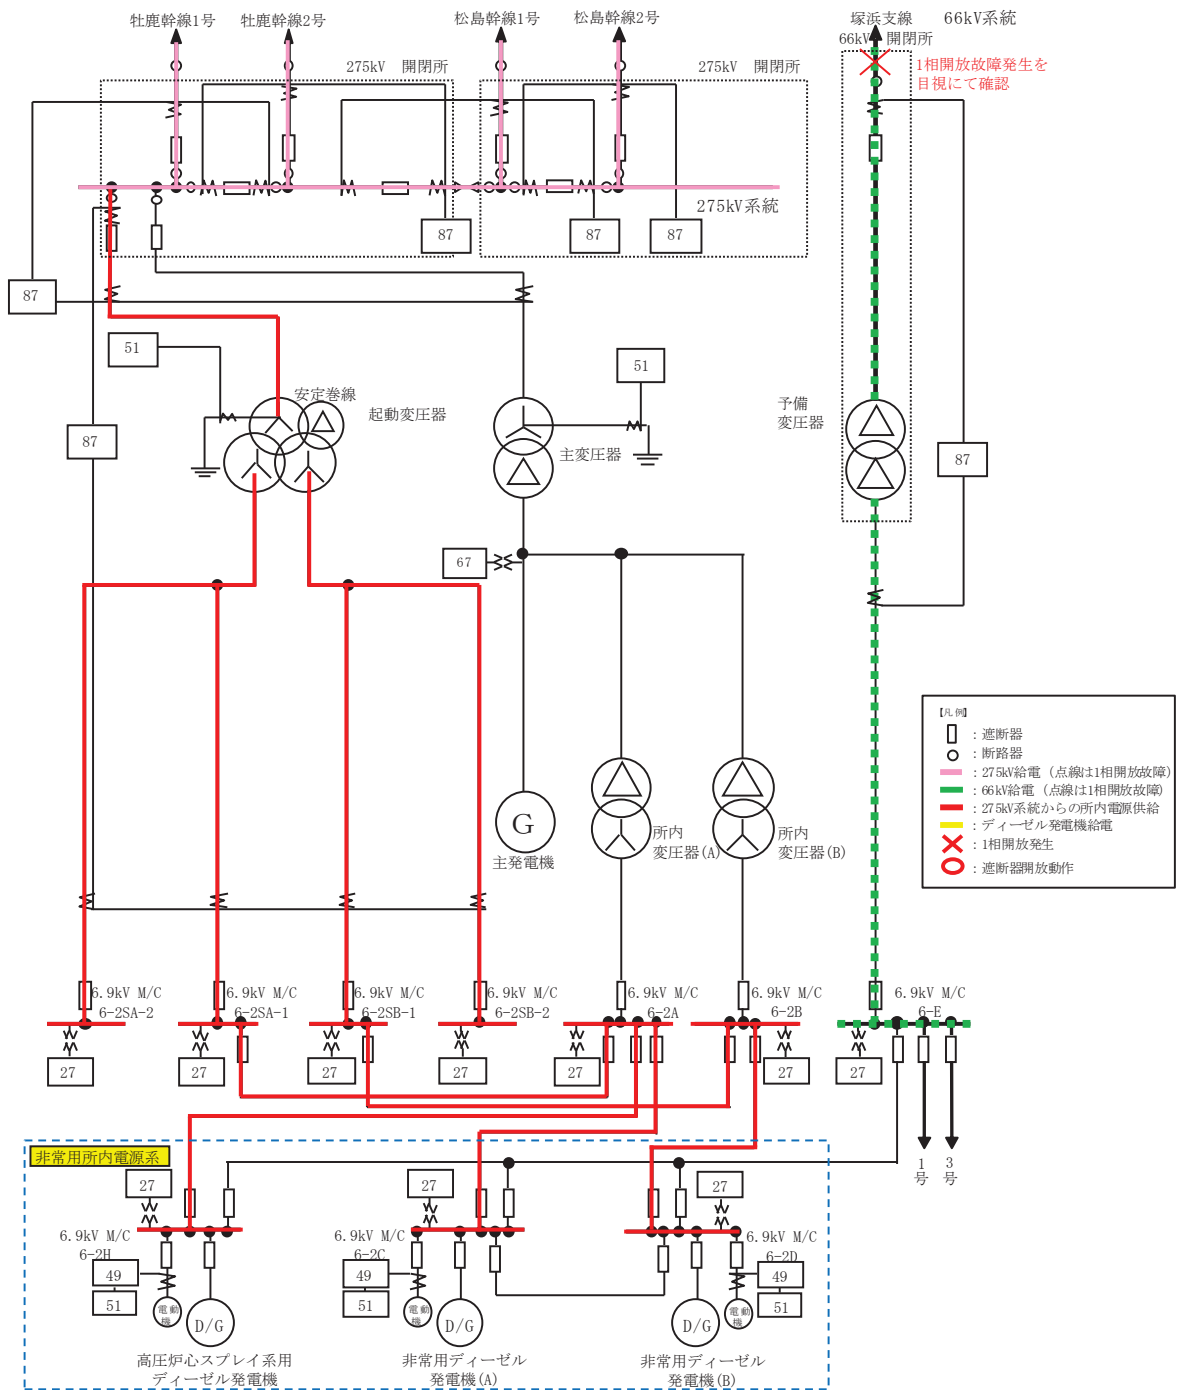 牡鹿幹線1号
牡鹿幹線2号
松島幹線1号
松島幹線2号
塚浜支線
66kV系統
66kV 開閉所
275kV 開閉所
275kV 開閉所
1相開放故障発生を
目視にて確認
275kV系統
87
87
87
87
51
51
安定巻線
起動変圧器
予備
変圧器
87
主変圧器
87
67
【凡例】
：遮断器
：断路器
：275kV給電（点線は1相開放故障）
：66kV給電（点線は1相開放故障）
：275kV系統からの所内電源供給
：ディーゼル発電機給電
：1相開放発生
：遮断器開放動作
G
主発電機
所内
変圧器(A)
所内
変圧器(B)
6.9kV M/C
6-2SA-2
6.9kV M/C
6-2SA-1
6.9kV M/C
6-2SB-1
6.9kV M/C
6-2SB-2
6.9kV M/C
6-2A
6.9kV M/C
6-2B
6.9kV M/C
6-E
27
27
27
27
27
27
27
1
号
3
号
非常用所内電源系
27
27
27
6.9kV M/C
6-2H
6.9kV M/C
6-2C
6.9kV M/C
6-2D
49
51
49
51
49
51
電動
機
D/G
電動
機
D/G
D/G
電動
機
高圧炉心スプレイ系用
ディーゼル発電機
非常用ディーゼル
発電機(A)
非常用ディーゼル
発電機(B)